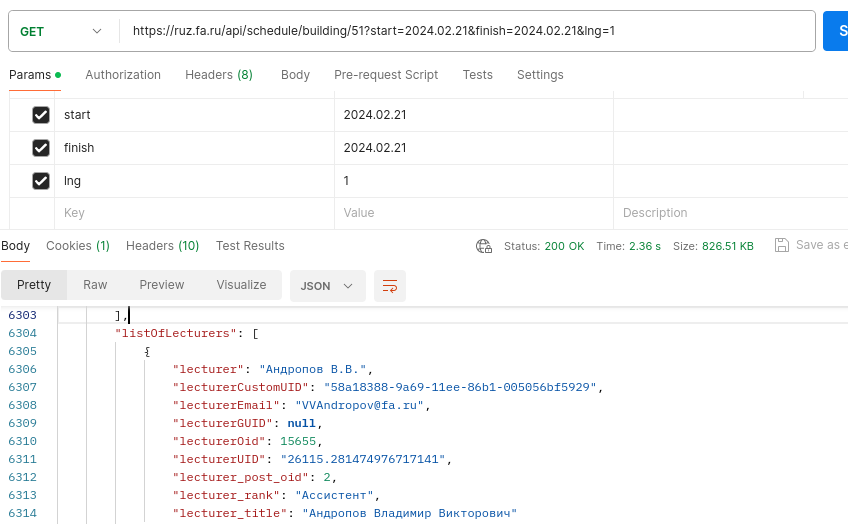 GET https://ruz.fa.ru/api/schedule/building/51?start=2024.02.21&finish=2024.02.21&lng=1 S
Params Authorization Headers (8) Body Pre-request Script Tests Settings
start 2024.02.21
finish 2024.02.21
lng 1
Key Value Description
Body Cookies (1) Headers (10) Test Results Status: 200 OK Time: 2.36 s Size: 826.51 KB Save as e
Pretty Raw Preview Visualize JSON
6303 ],
6304 "listOfLecturers": [
6305 {
6306 "lecturer": "Андропов В.В.",
6307 "lecturerCustomUID": "58a18388-9a69-11ee-86b1-005056bf5929",
6308 "lecturerEmail": "VVAndropov@fa.ru",
6309 "lecturerGUID": null,
6310 "lecturerOid": 15655,
6311 "lecturerUID": "26115.281474976717141",
6312 "lecturer_post_oid": 2,
6313 "lecturer_rank": "Ассистент",
6314 "lecturer_title": "Андропов Владимир Викторович"